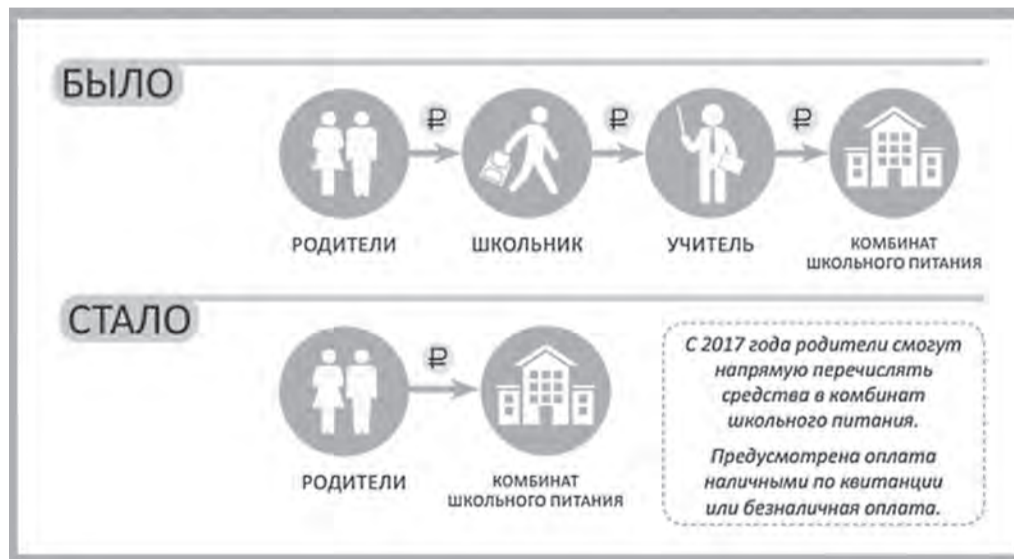 БЫЛО
₽ ₽ ₽
РОДИТЕЛИ ШКОЛЬНИК УЧИТЕЛЬ КОМБИНАТ
ШКОЛЬНОГО ПИТАНИЯ
СТАЛО
₽
РОДИТЕЛИ КОМБИНАТ
ШКОЛЬНОГО ПИТАНИЯ
С 2017 года родители смогут
напрямую перечислять
средства в комбинат
школьного питания.
Предусмотрена оплата
наличными по квитанции
или безналичная оплата.